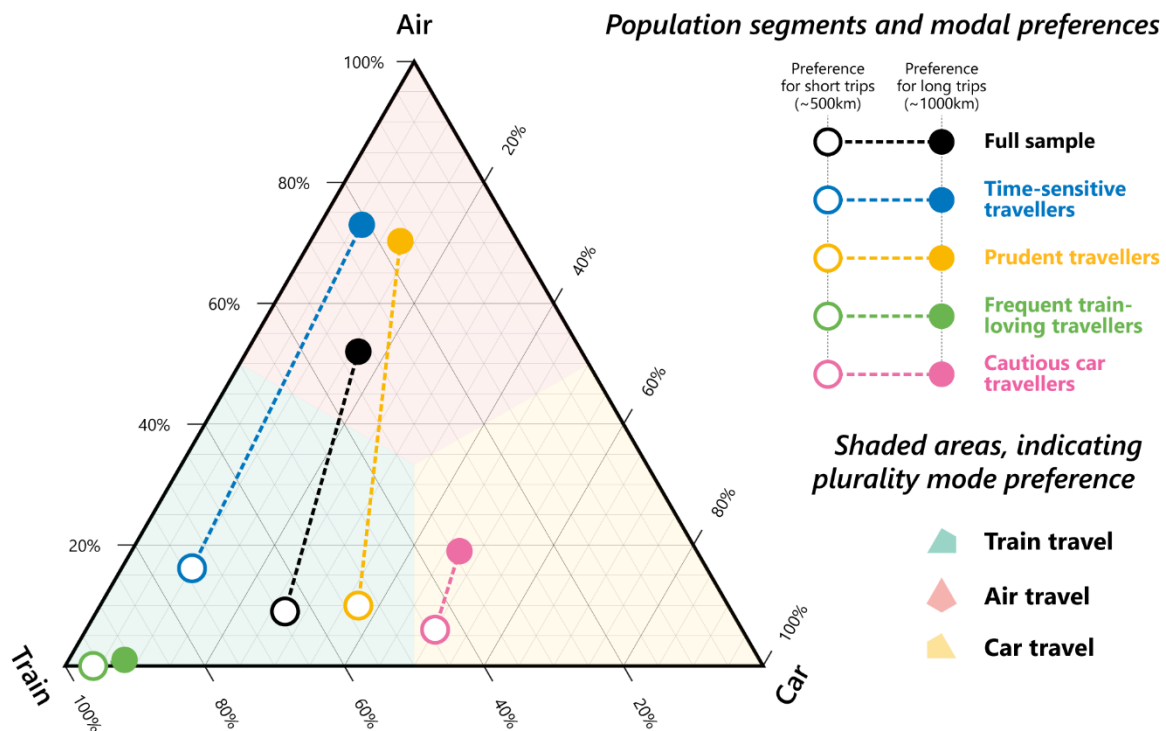 Air
Population segments and modal preferences
100%
80%
60%
40%
20%
20%
40%
60%
80%
100%
100%
80%
60%
40%
20%
Train
Car
Preference
for short trips
(~500km)
Preference
for long trips
(~1000km)
Full sample
Time-sensitive
travellers
Prudent travellers
Frequent train-
loving travellers
Cautious car
travellers
Shaded areas, indicating
plurality mode preference
Train travel
Air travel
Car travel